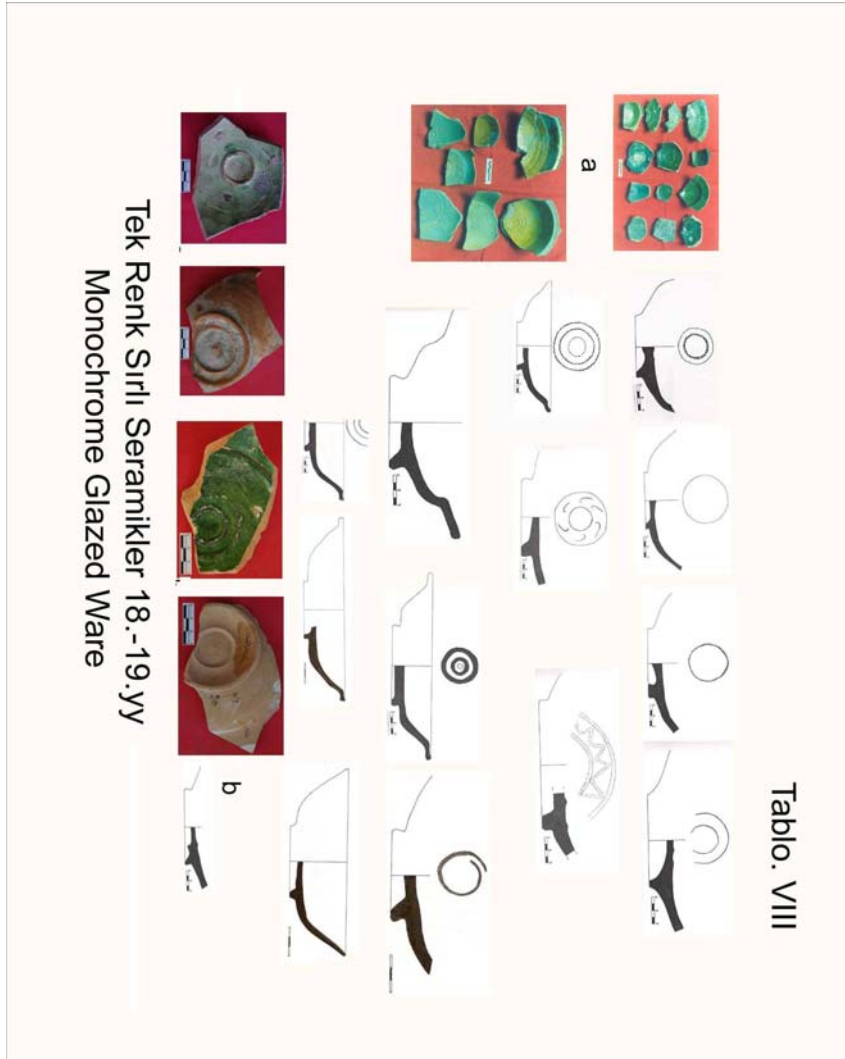 Tablo. VIII
a
b
Tek Renk Sırlı Seramikler 18.-19.yy
Monochrome Glazed Ware